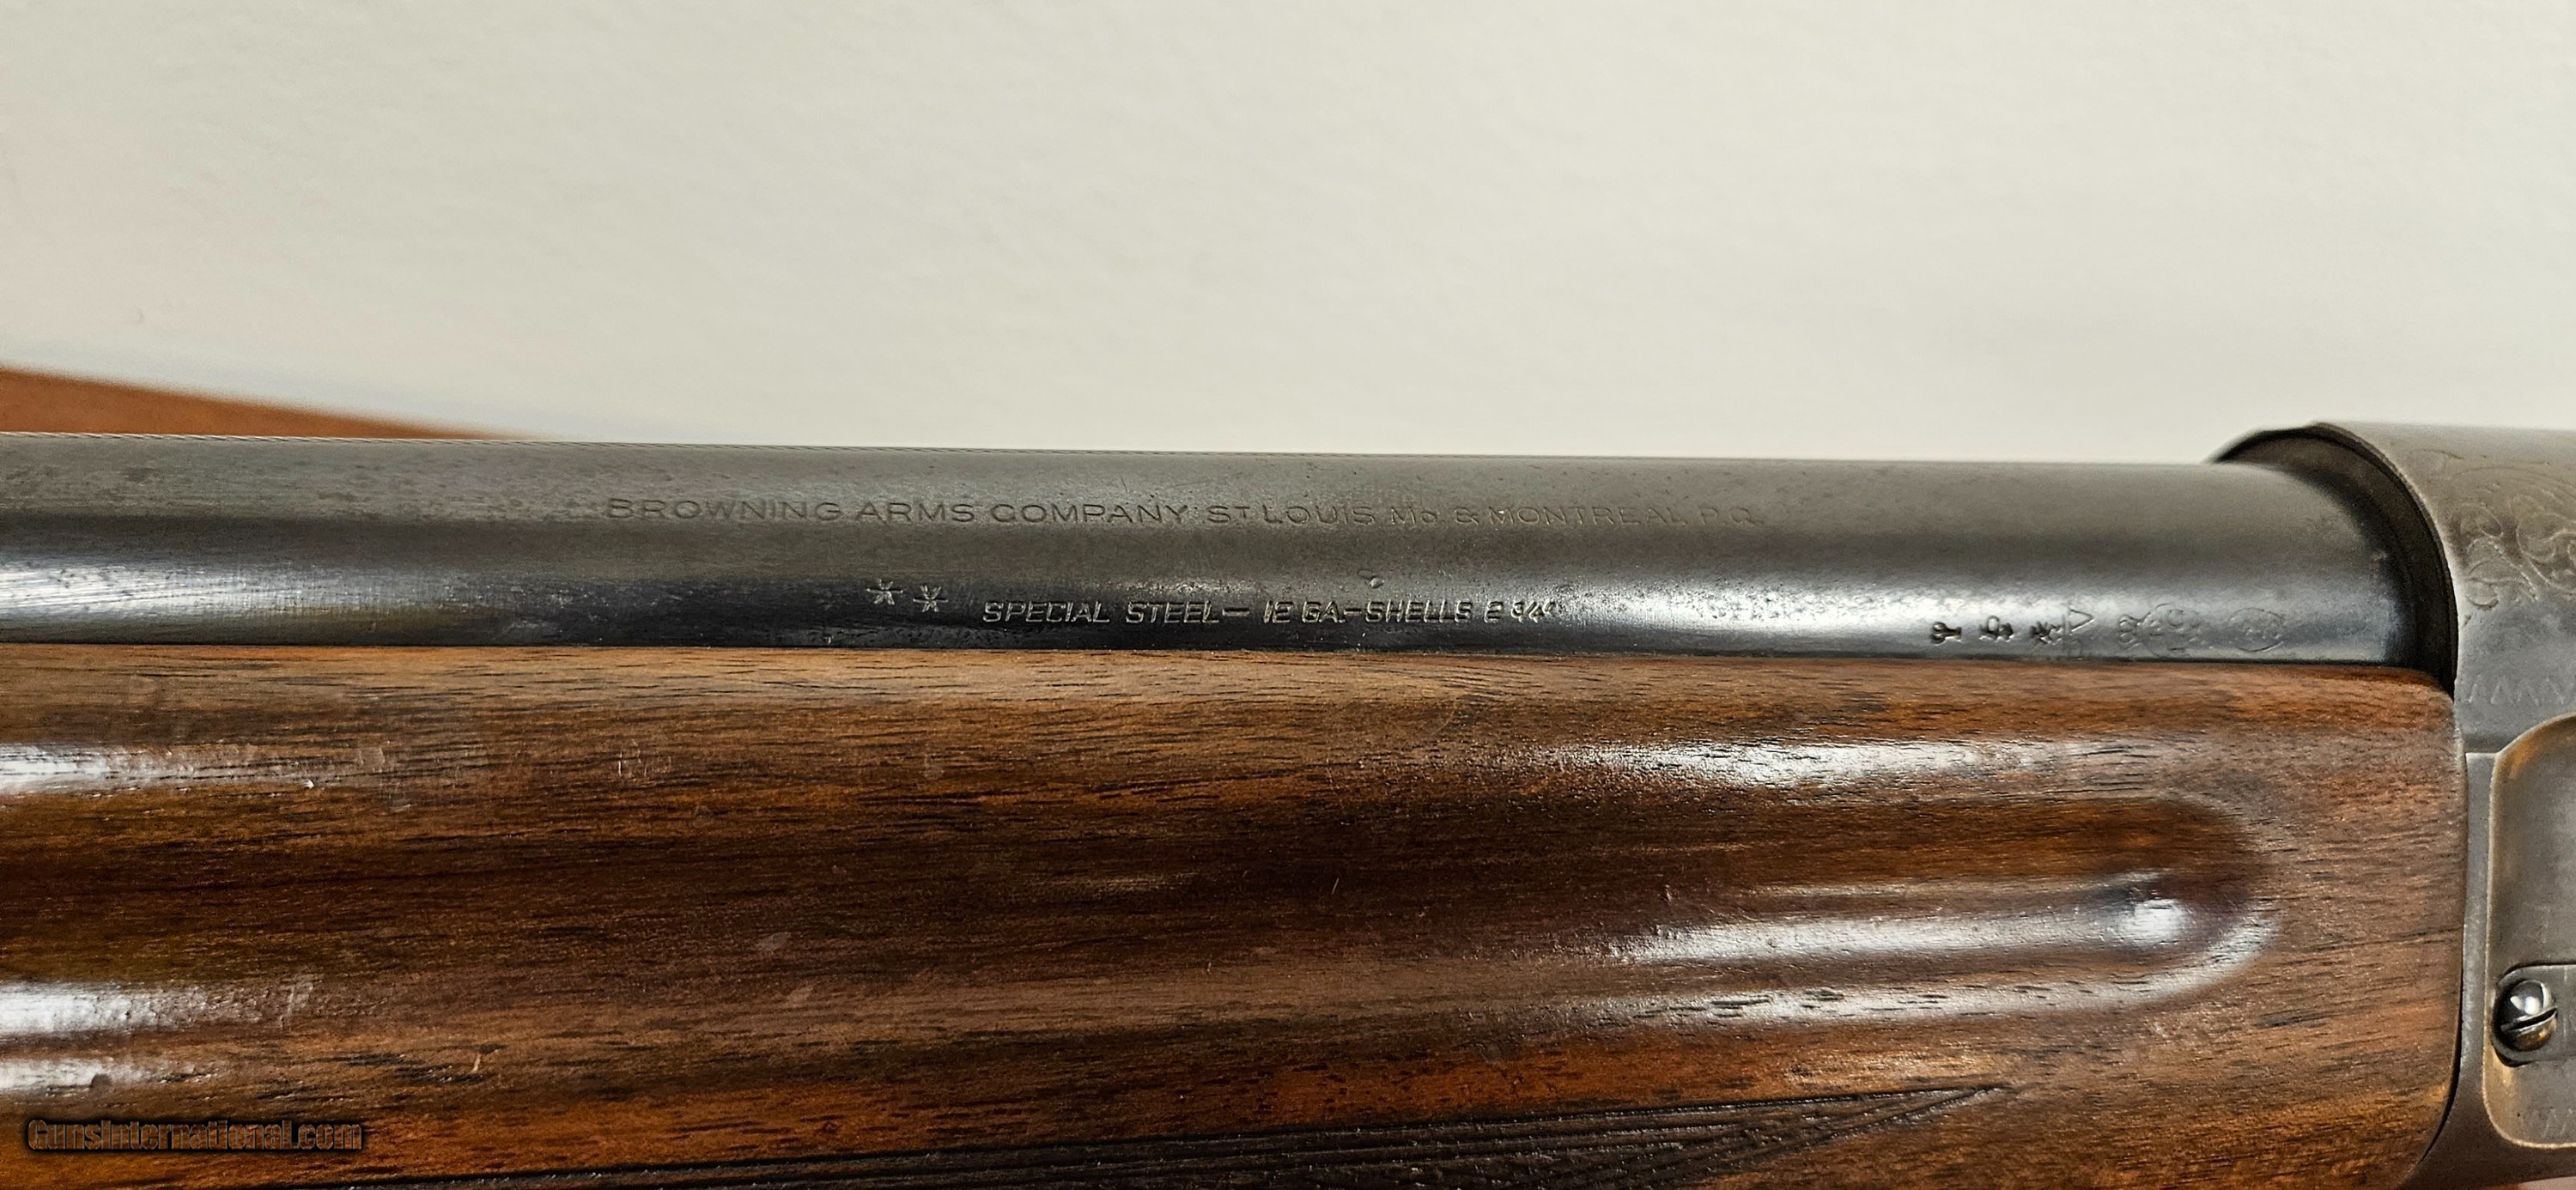 BROWNING ARMS COMPANY ST LOUIS Mo. & MONTREAL P.Q.
** SPECIAL STEEL — 12 GA.—SHELLS 2 3/4"
GunsInternational.com